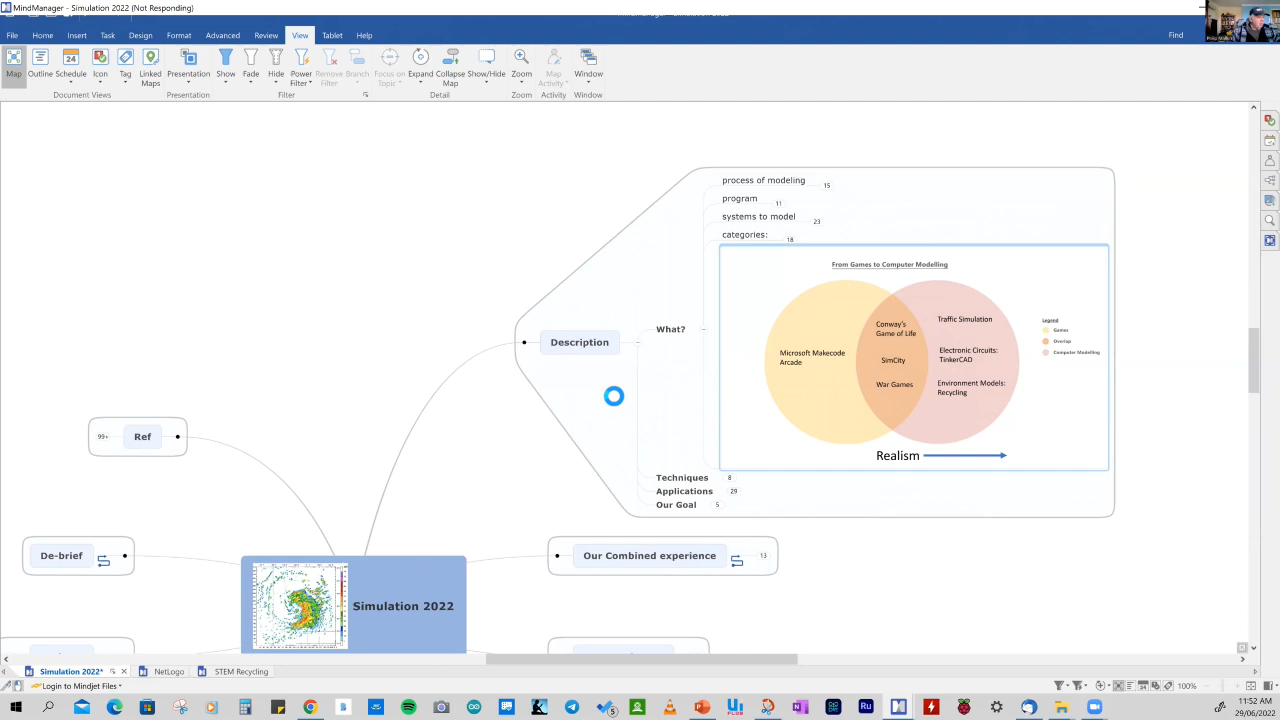 MindManager - Simulation 2022 (Not Responding)
File Home Insert Task Design Format Advanced Review View Tablet Help
Find
Map Outline Schedule Icon Tag Linked Maps Presentation Show Fade Hide Power Filter Remove Filter Branch Focus on Topic Expand Collapse Map Show/Hide Zoom Map Activity Window
Document Views Presentation Filter Detail Zoom Activity Window
process of modeling 15
program 11
systems to model 23
categories: 18
From Games to Computer Modelling
Microsoft Makecode
Arcade
Conway's
Game of Life
SimCity
War Games
Traffic Simulation
Electronic Circuits:
TinkerCAD
Environment Models:
Recycling
Legend
Games
Overlap
Computer Modelling
Realism
What?
Description
Techniques 8
Applications 29
Our Goal 5
99+ Ref
De-brief
Our Combined experience 13
Simulation 2022
Simulation 2022* NetLogo STEM Recycling
Login to Mindjet Files
100%
11:52 AM
29/06/2022